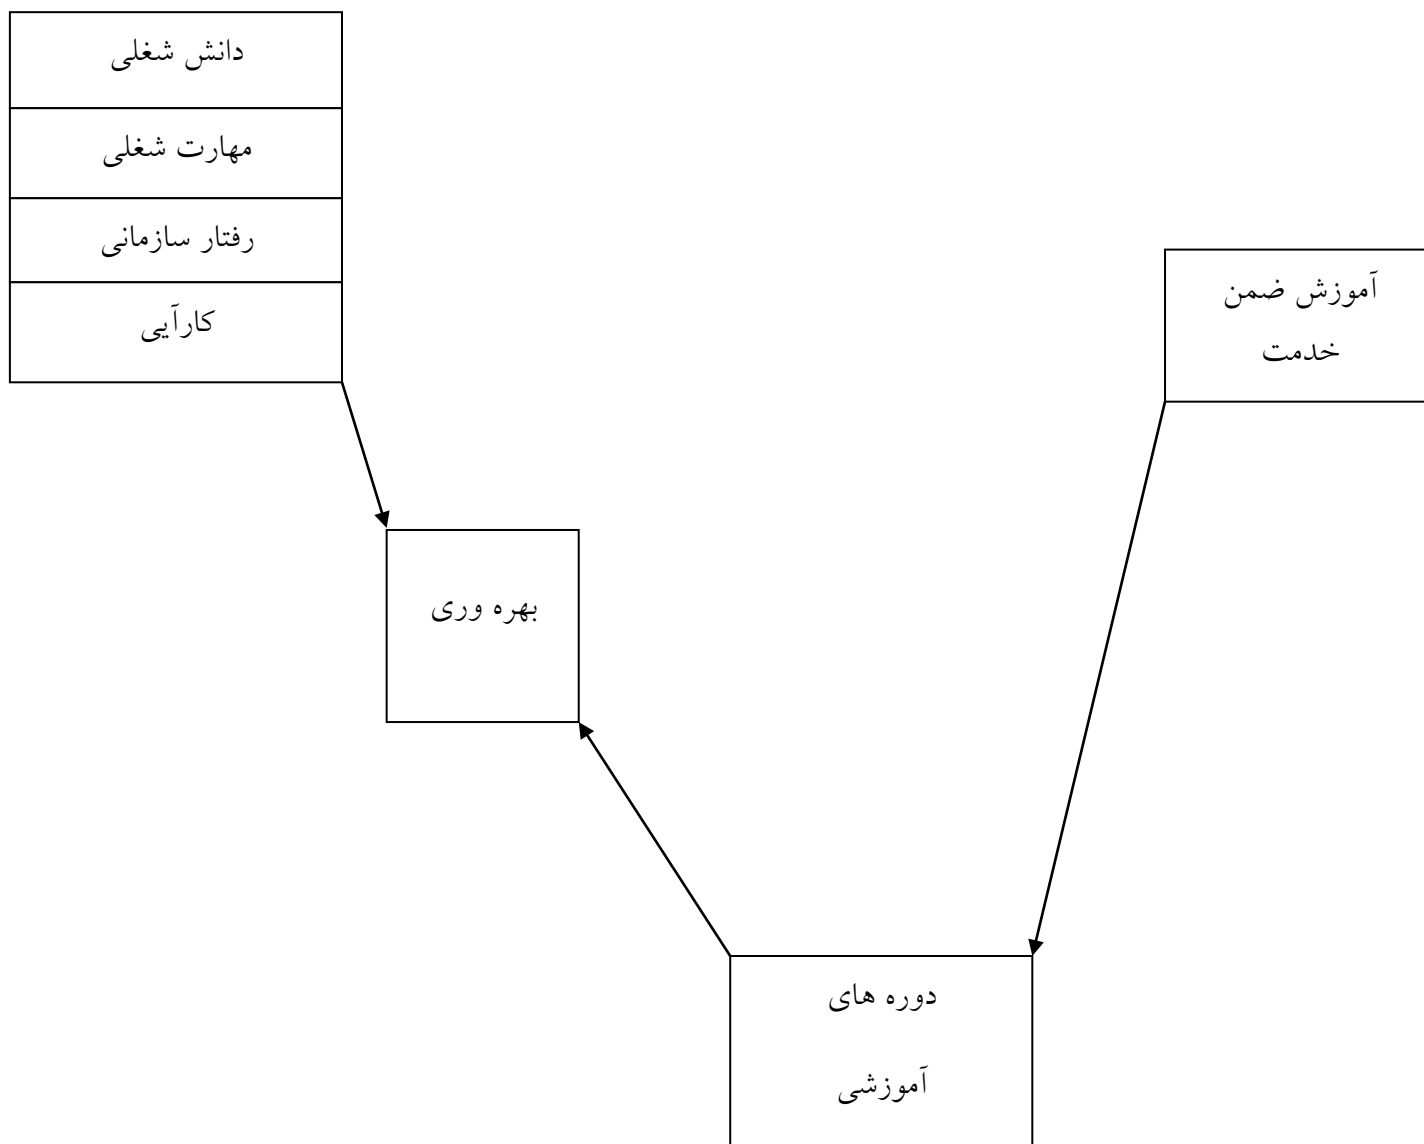 دانش شغلی
مهارت شغلی
رفتار سازمانی
کارآیی
آموزش ضمن
خدمت
بهره وری
دوره های
آموزشی